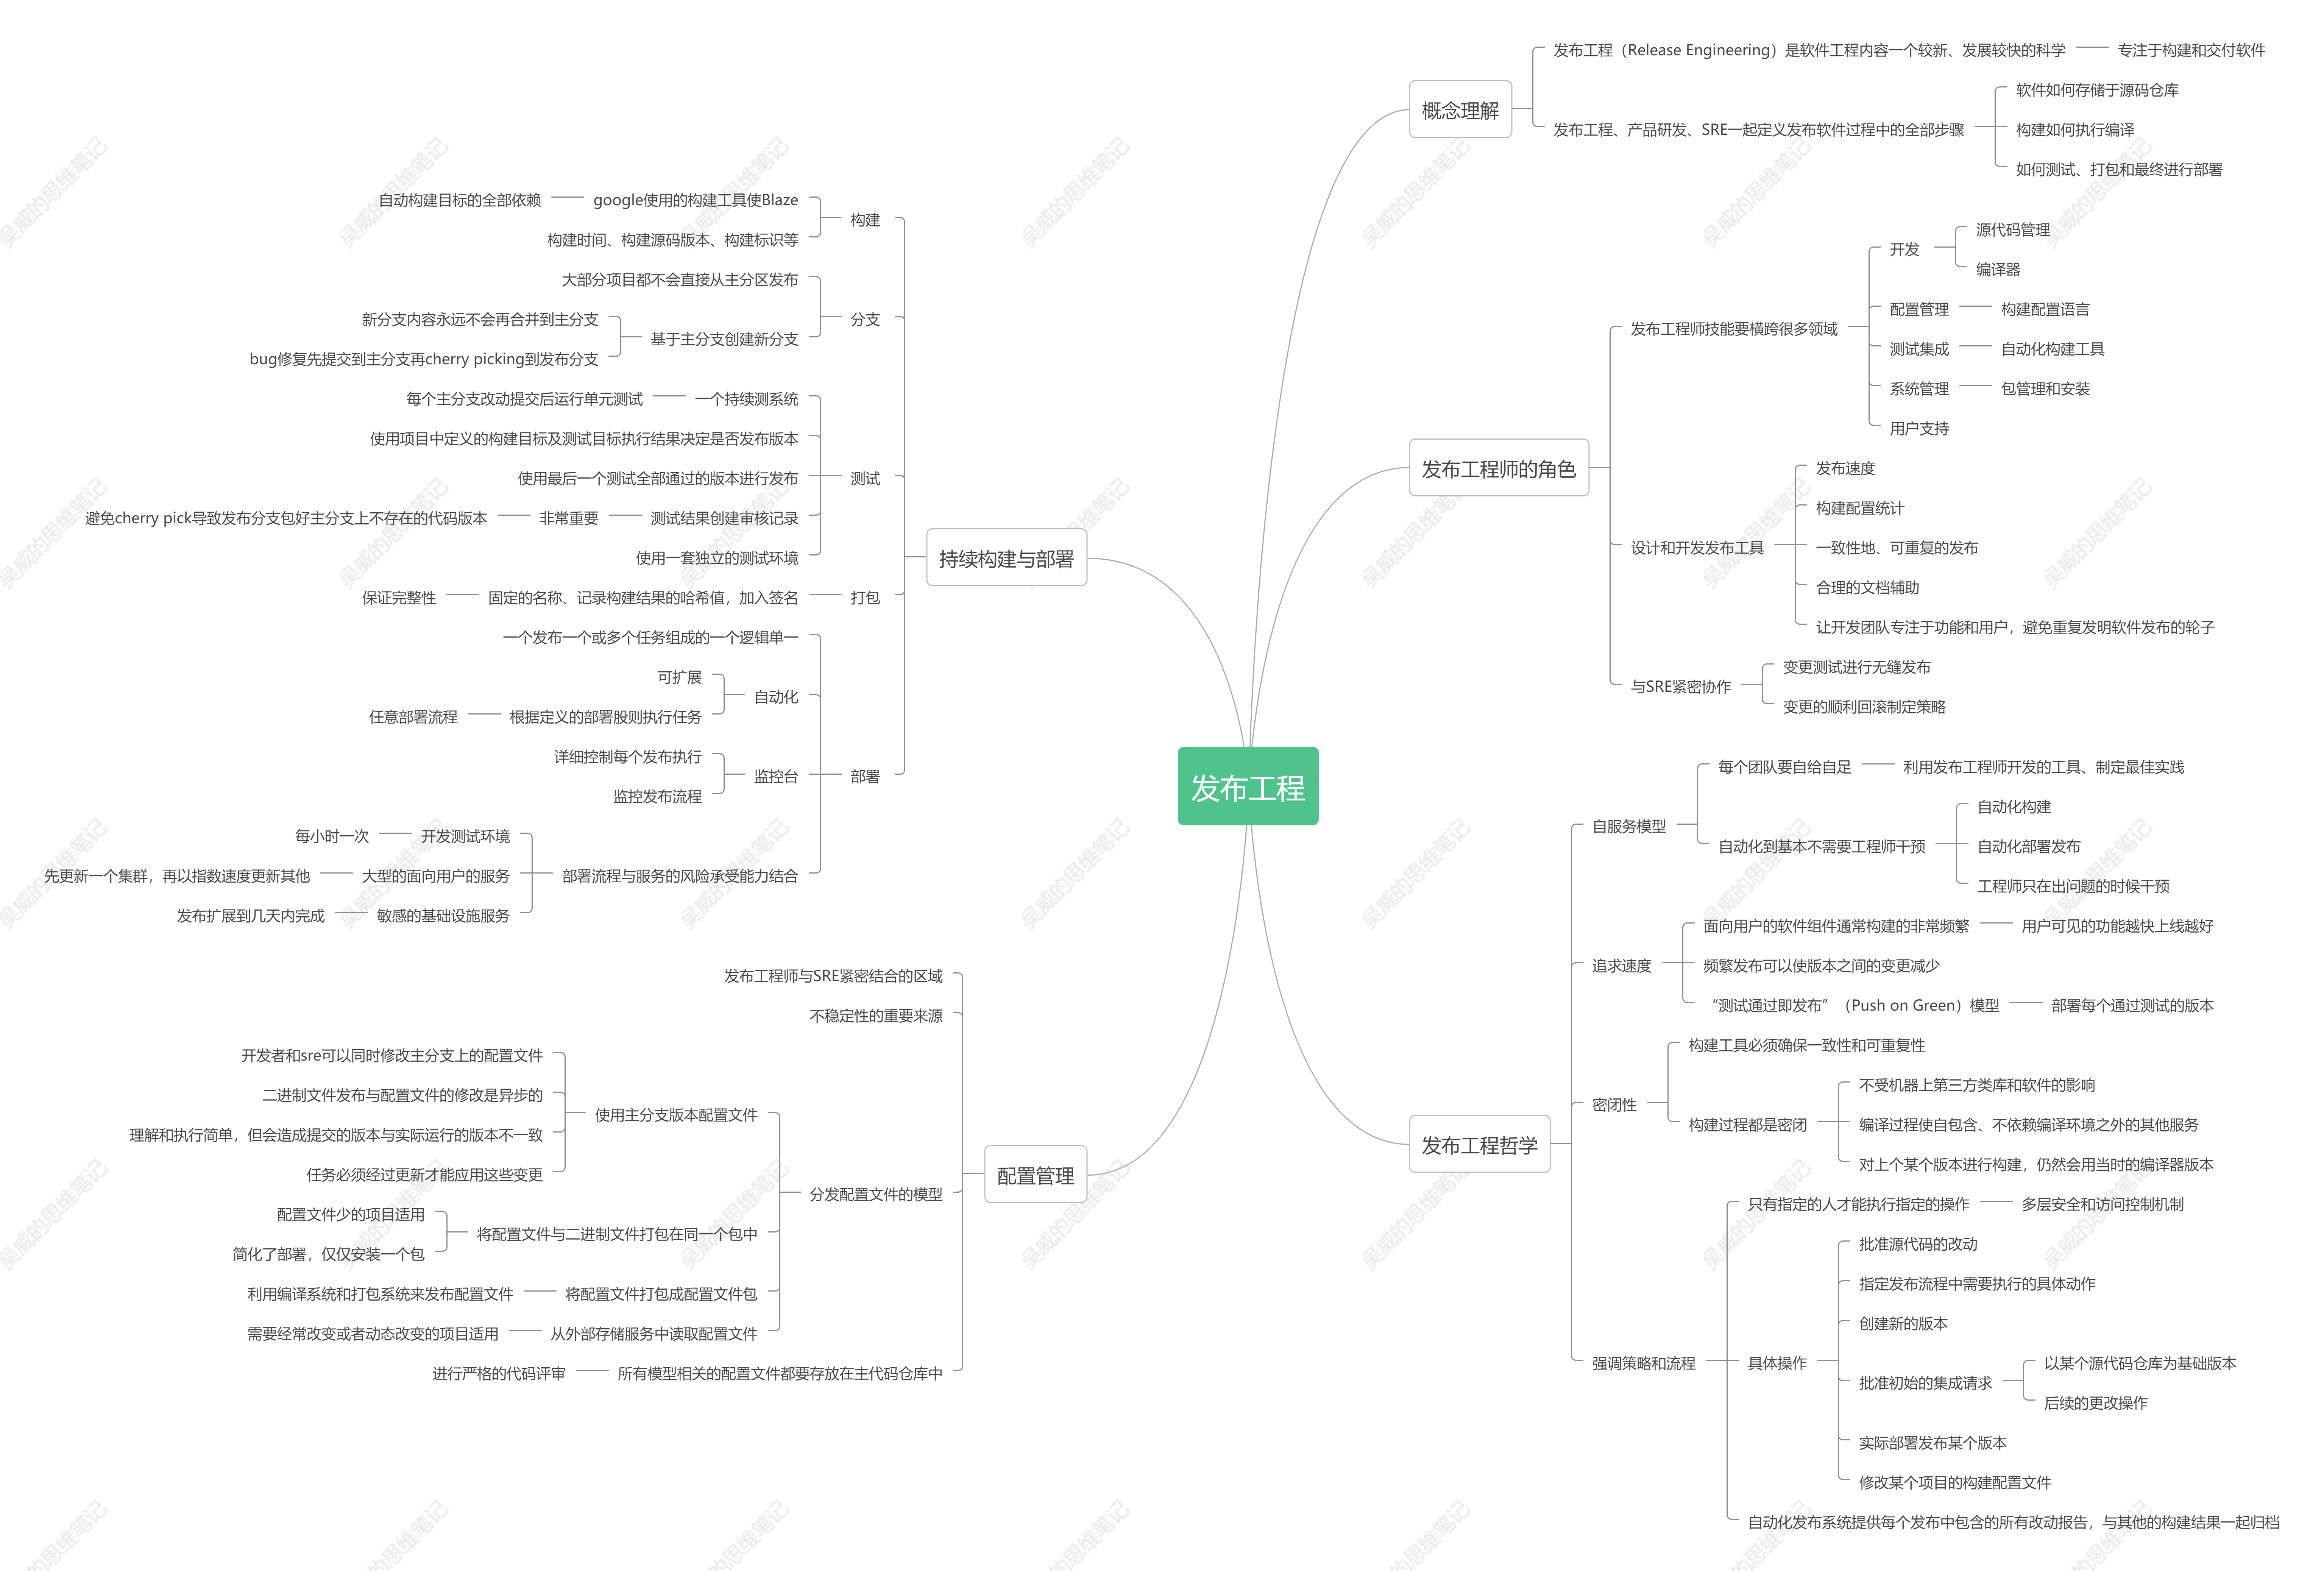 发布工程
概念理解
发布工程（Release Engineering）是软件工程内容一个较新、发展较快的科学
专注于构建和交付软件
发布工程、产品研发、SRE一起定义发布软件过程中的全部步骤
软件如何存储于源码仓库
构建如何执行编译
如何测试、打包和最终进行部署
发布工程师的角色
发布工程师技能要横跨很多领域
开发
源代码管理
编译器
配置管理
构建配置语言
测试集成
自动化构建工具
系统管理
包管理和安装
用户支持
设计和开发发布工具
发布速度
构建配置统计
一致性地、可重复的发布
合理的文档辅助
让开发团队专注于功能和用户，避免重复发明软件发布的轮子
与SRE紧密协作
变更测试进行无缝发布
变更的顺利回滚制定策略
发布工程哲学
自服务模型
每个团队要自给自足
利用发布工程师开发的工具、制定最佳实践
自动化到基本不需要工程师干预
自动化构建
自动化部署发布
工程师只在出问题的时候干预
追求速度
面向用户的软件组件通常构建的非常频繁
用户可见的功能越快上线越好
频繁发布可以使版本之间的变更减少
“测试通过即发布”（Push on Green）模型
部署每个通过测试的版本
密闭性
构建工具必须确保一致性和可重复性
构建过程都是密闭
不受机器上第三方类库和软件的影响
编译过程使自包含、不依赖编译环境之外的其他服务
对上个某个版本进行构建，仍然会用当时的编译器版本
强调策略和流程
只有指定的人才能执行指定的操作
多层安全和访问控制机制
具体操作
批准源代码的改动
指定发布流程中需要执行的具体动作
创建新的版本
批准初始的集成请求
以某个源代码仓库为基础版本
后续的更改操作
实际部署发布某个版本
修改某个项目的构建配置文件
自动化发布系统提供每个发布中包含的所有改动报告，与其他的构建结果一起归档
持续构建与部署
构建
google使用的构建工具使Blaze
自动构建目标的全部依赖
构建时间、构建源码版本、构建标识等
分支
大部分项目都不会直接从主分区发布
基于主分支创建新分支
新分支内容永远不会再合并到主分支
bug修复先提交到主分支再cherry picking到发布分支
测试
一个持续测系统
每个主分支改动提交后运行单元测试
使用项目中定义的构建目标及测试目标执行结果决定是否发布版本
使用最后一个测试全部通过的版本进行发布
测试结果创建审核记录
非常重要
避免cherry pick导致发布分支包好主分支上不存在的代码版本
使用一套独立的测试环境
打包
固定的名称、记录构建结果的哈希值，加入签名
保证完整性
部署
一个发布一个或多个任务组成的一个逻辑单一
自动化
可扩展
根据定义的部署股则执行任务
任意部署流程
监控台
详细控制每个发布执行
监控发布流程
部署流程与服务的风险承受能力结合
开发测试环境
每小时一次
大型的面向用户的服务
先更新一个集群，再以指数速度更新其他
敏感的基础设施服务
发布扩展到几天内完成
配置管理
发布工程师与SRE紧密结合的区域
不稳定性的重要来源
分发配置文件的模型
使用主分支版本配置文件
开发者和sre可以同时修改主分支上的配置文件
二进制文件发布与配置文件的修改是异步的
理解和执行简单，但会造成提交的版本与实际运行的版本不一致
任务必须经过更新才能应用这些变更
将配置文件与二进制文件打包在同一个包中
配置文件少的项目适用
简化了部署，仅仅安装一个包
将配置文件打包成配置文件包
利用编译系统和打包系统来发布配置文件
从外部存储服务中读取配置文件
需要经常改变或者动态改变的项目适用
所有模型相关的配置文件都要存放在主代码仓库中
进行严格的代码评审
吴威的思维笔记